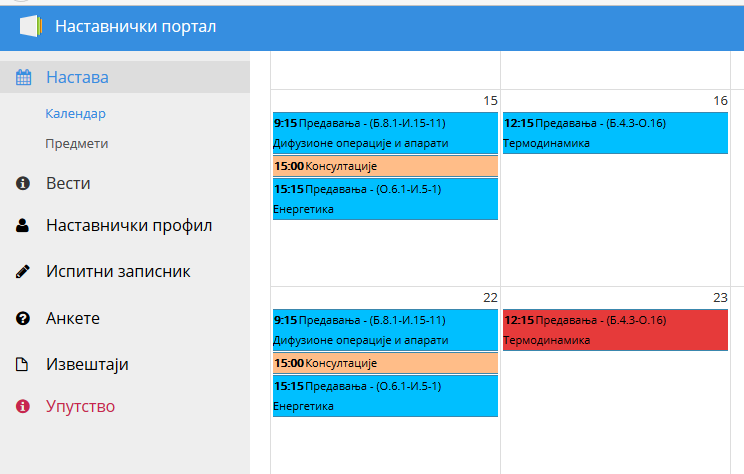 Наставнички портал
Настава
Календар
Предмети
Вести
Наставнички профил
Испитни записник
Анкете
Извештаји
Упутство
15
9:15 Предавања - (Б.8.1-И.15-11)
Дифузионе операције и апарати
15:00 Консултације
15:15 Предавања - (О.6.1-И.5-1)
Енергетика
16
12:15 Предавања - (Б.4.3-О.16)
Термодинамика
22
9:15 Предавања - (Б.8.1-И.15-11)
Дифузионе операције и апарати
15:00 Консултације
15:15 Предавања - (О.6.1-И.5-1)
Енергетика
23
12:15 Предавања - (Б.4.3-О.16)
Термодинамика